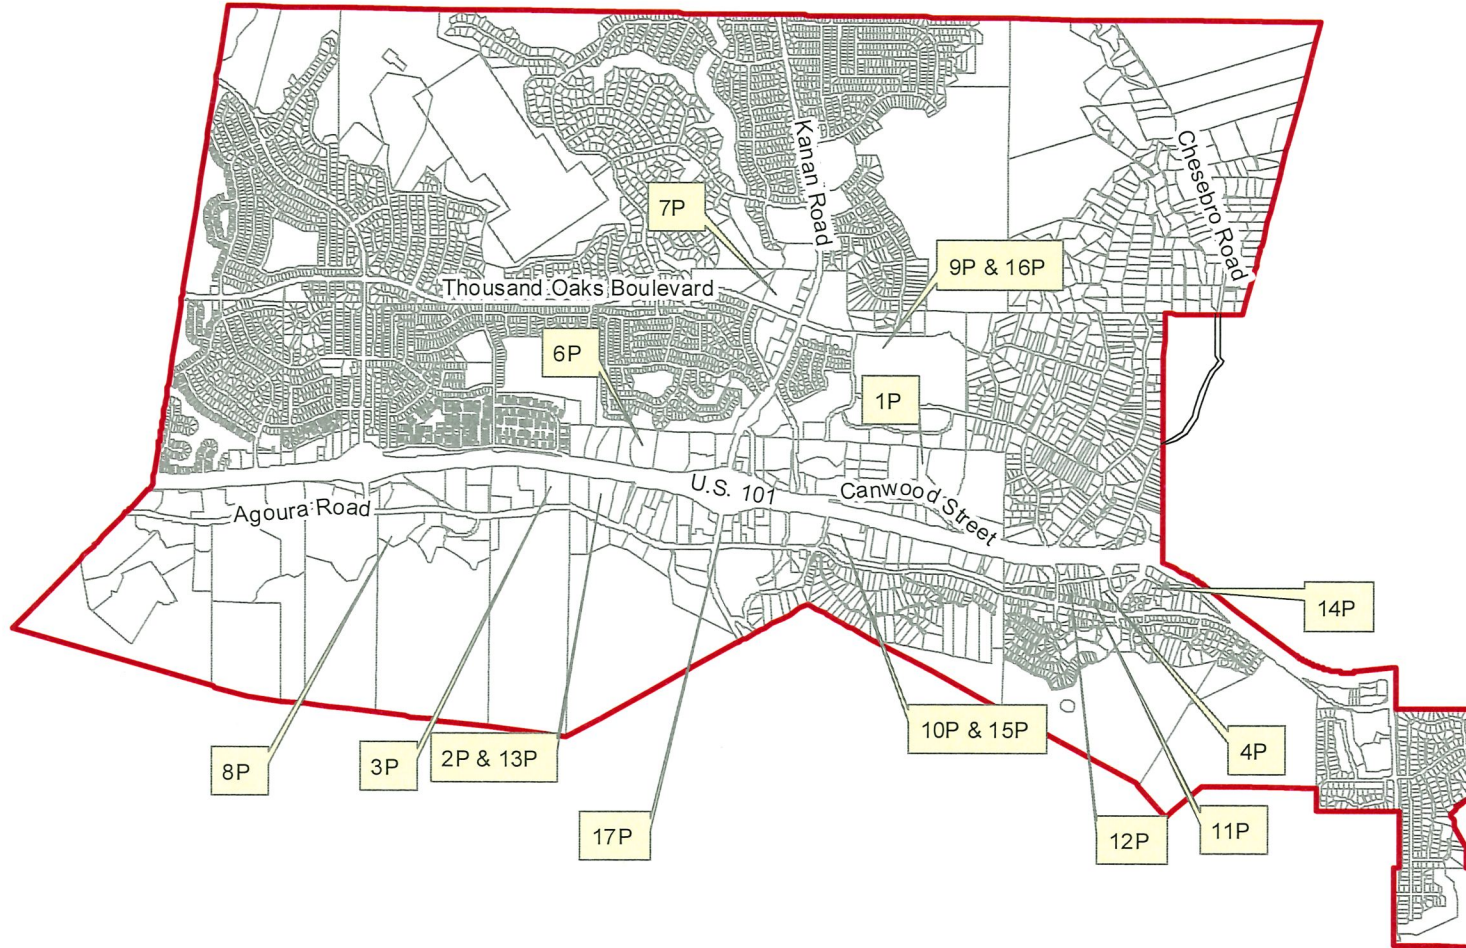 Kanan Road
Chesebro Road
7P
9P & 16P
Thousand Oaks Boulevard
6P
1P
U.S. 101
Canwood Street
Agoura Road
14P
10P & 15P
4P
8P
3P
2P & 13P
17P
12P
11P